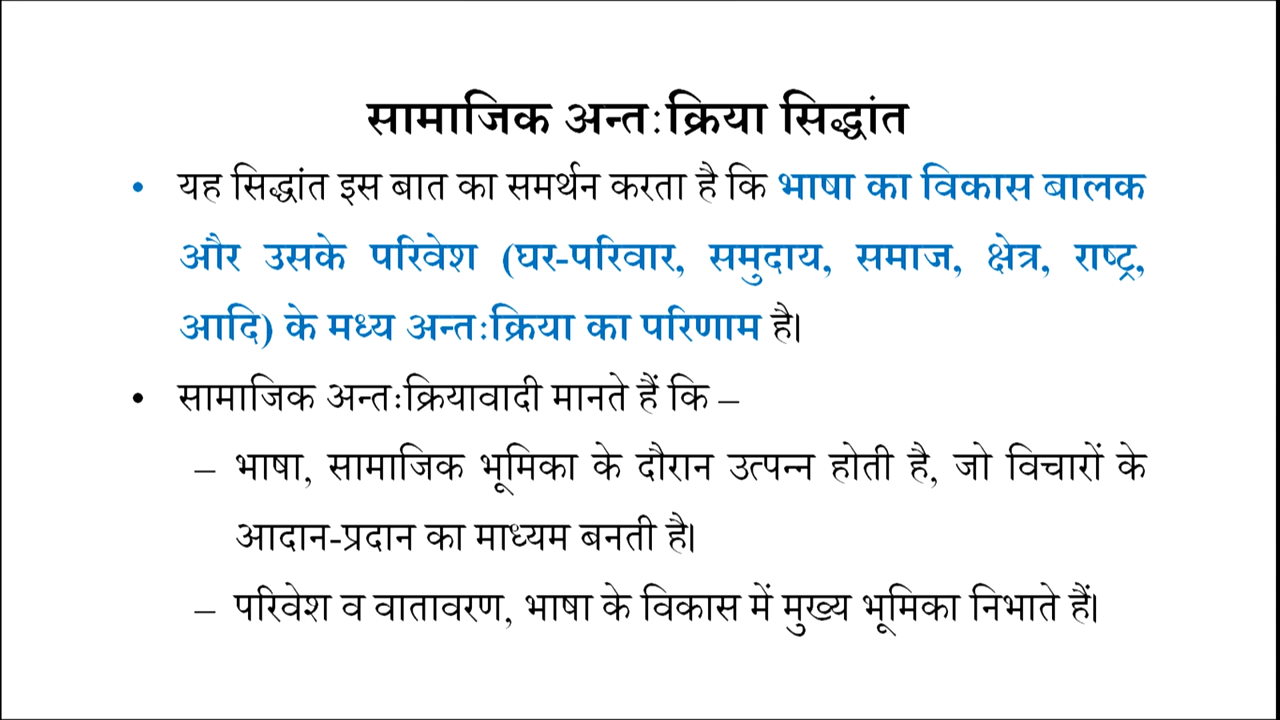 सामाजिक अन्तःक्रिया सिद्धांत
• यह सिद्धांत इस बात का समर्थन करता है कि भाषा का विकास बालक
और उसके परिवेश (घर-परिवार, समुदाय, समाज, क्षेत्र, राष्ट्र,
आदि) के मध्य अन्तःक्रिया का परिणाम है।
• सामाजिक अन्तःक्रियावादी मानते हैं कि –
– भाषा, सामाजिक भूमिका के दौरान उत्पन्न होती है, जो विचारों के
आदान-प्रदान का माध्यम बनती है।
– परिवेश व वातावरण, भाषा के विकास में मुख्य भूमिका निभाते हैं।